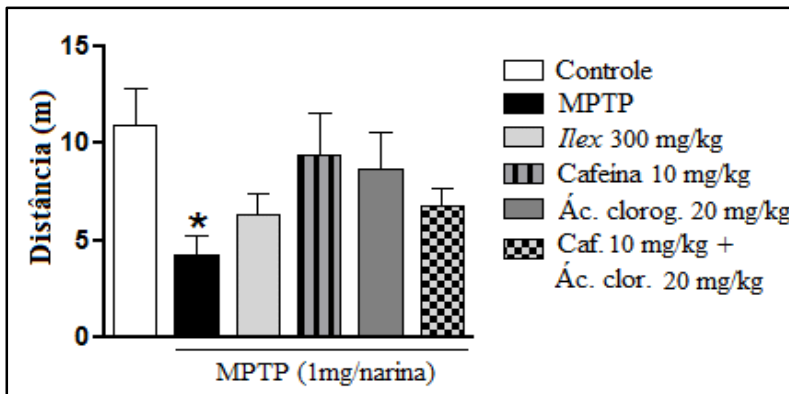 15
10
5
0
Distância (m)
*
MPTP (1mg/narina)
Controle
MPTP
Ilex 300 mg/kg
Cafeína 10 mg/kg
Ác. clorog. 20 mg/kg
Caf. 10 mg/kg +
Ác. clor. 20 mg/kg